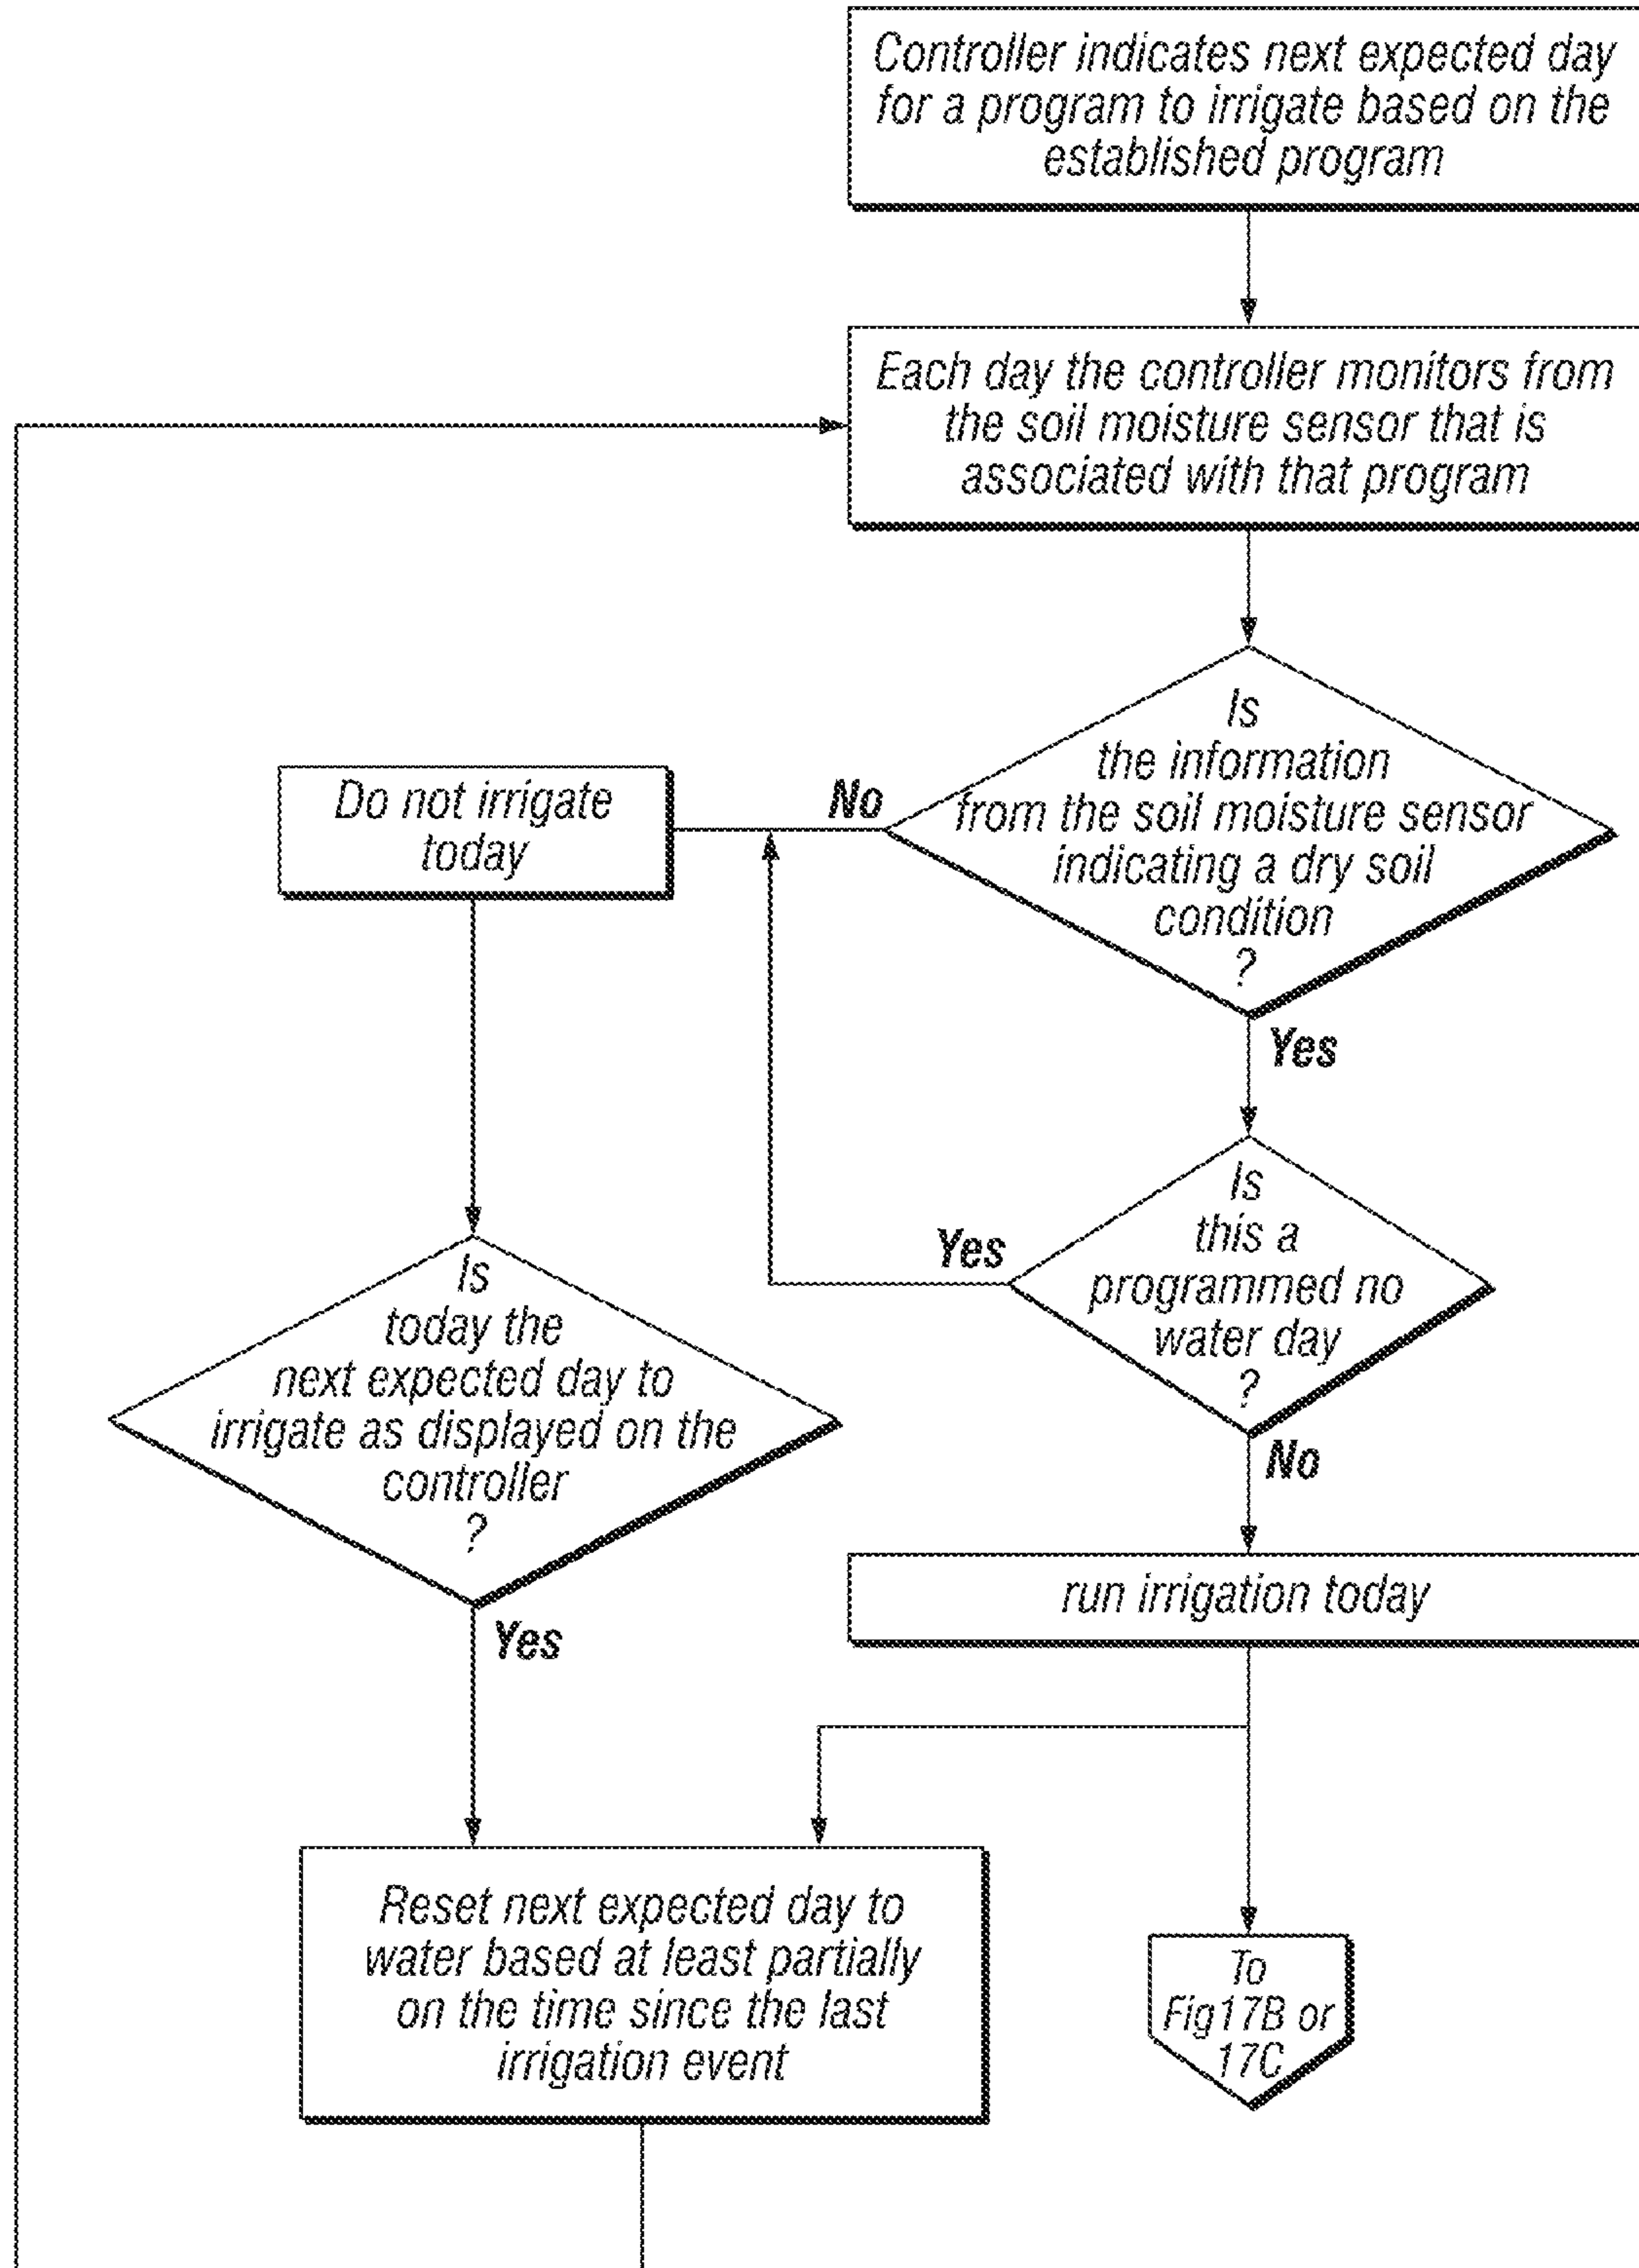 Controller indicates next expected day
for a program to irrigate based on the
established program
Each day the controller monitors from
the soil moisture sensor that is
associated with that program
Is
the information
from the soil moisture sensor
indicating a dry soil
condition
?
No
Do not irrigate
today
Yes
Is
this a
programmed no
water day
?
Yes
No
Is
today the
next expected day to
irrigate as displayed on the
controller
?
Yes
run irrigation today
Reset next expected day to
water based at least partially
on the time since the last
irrigation event
To
Fig17B or
17C